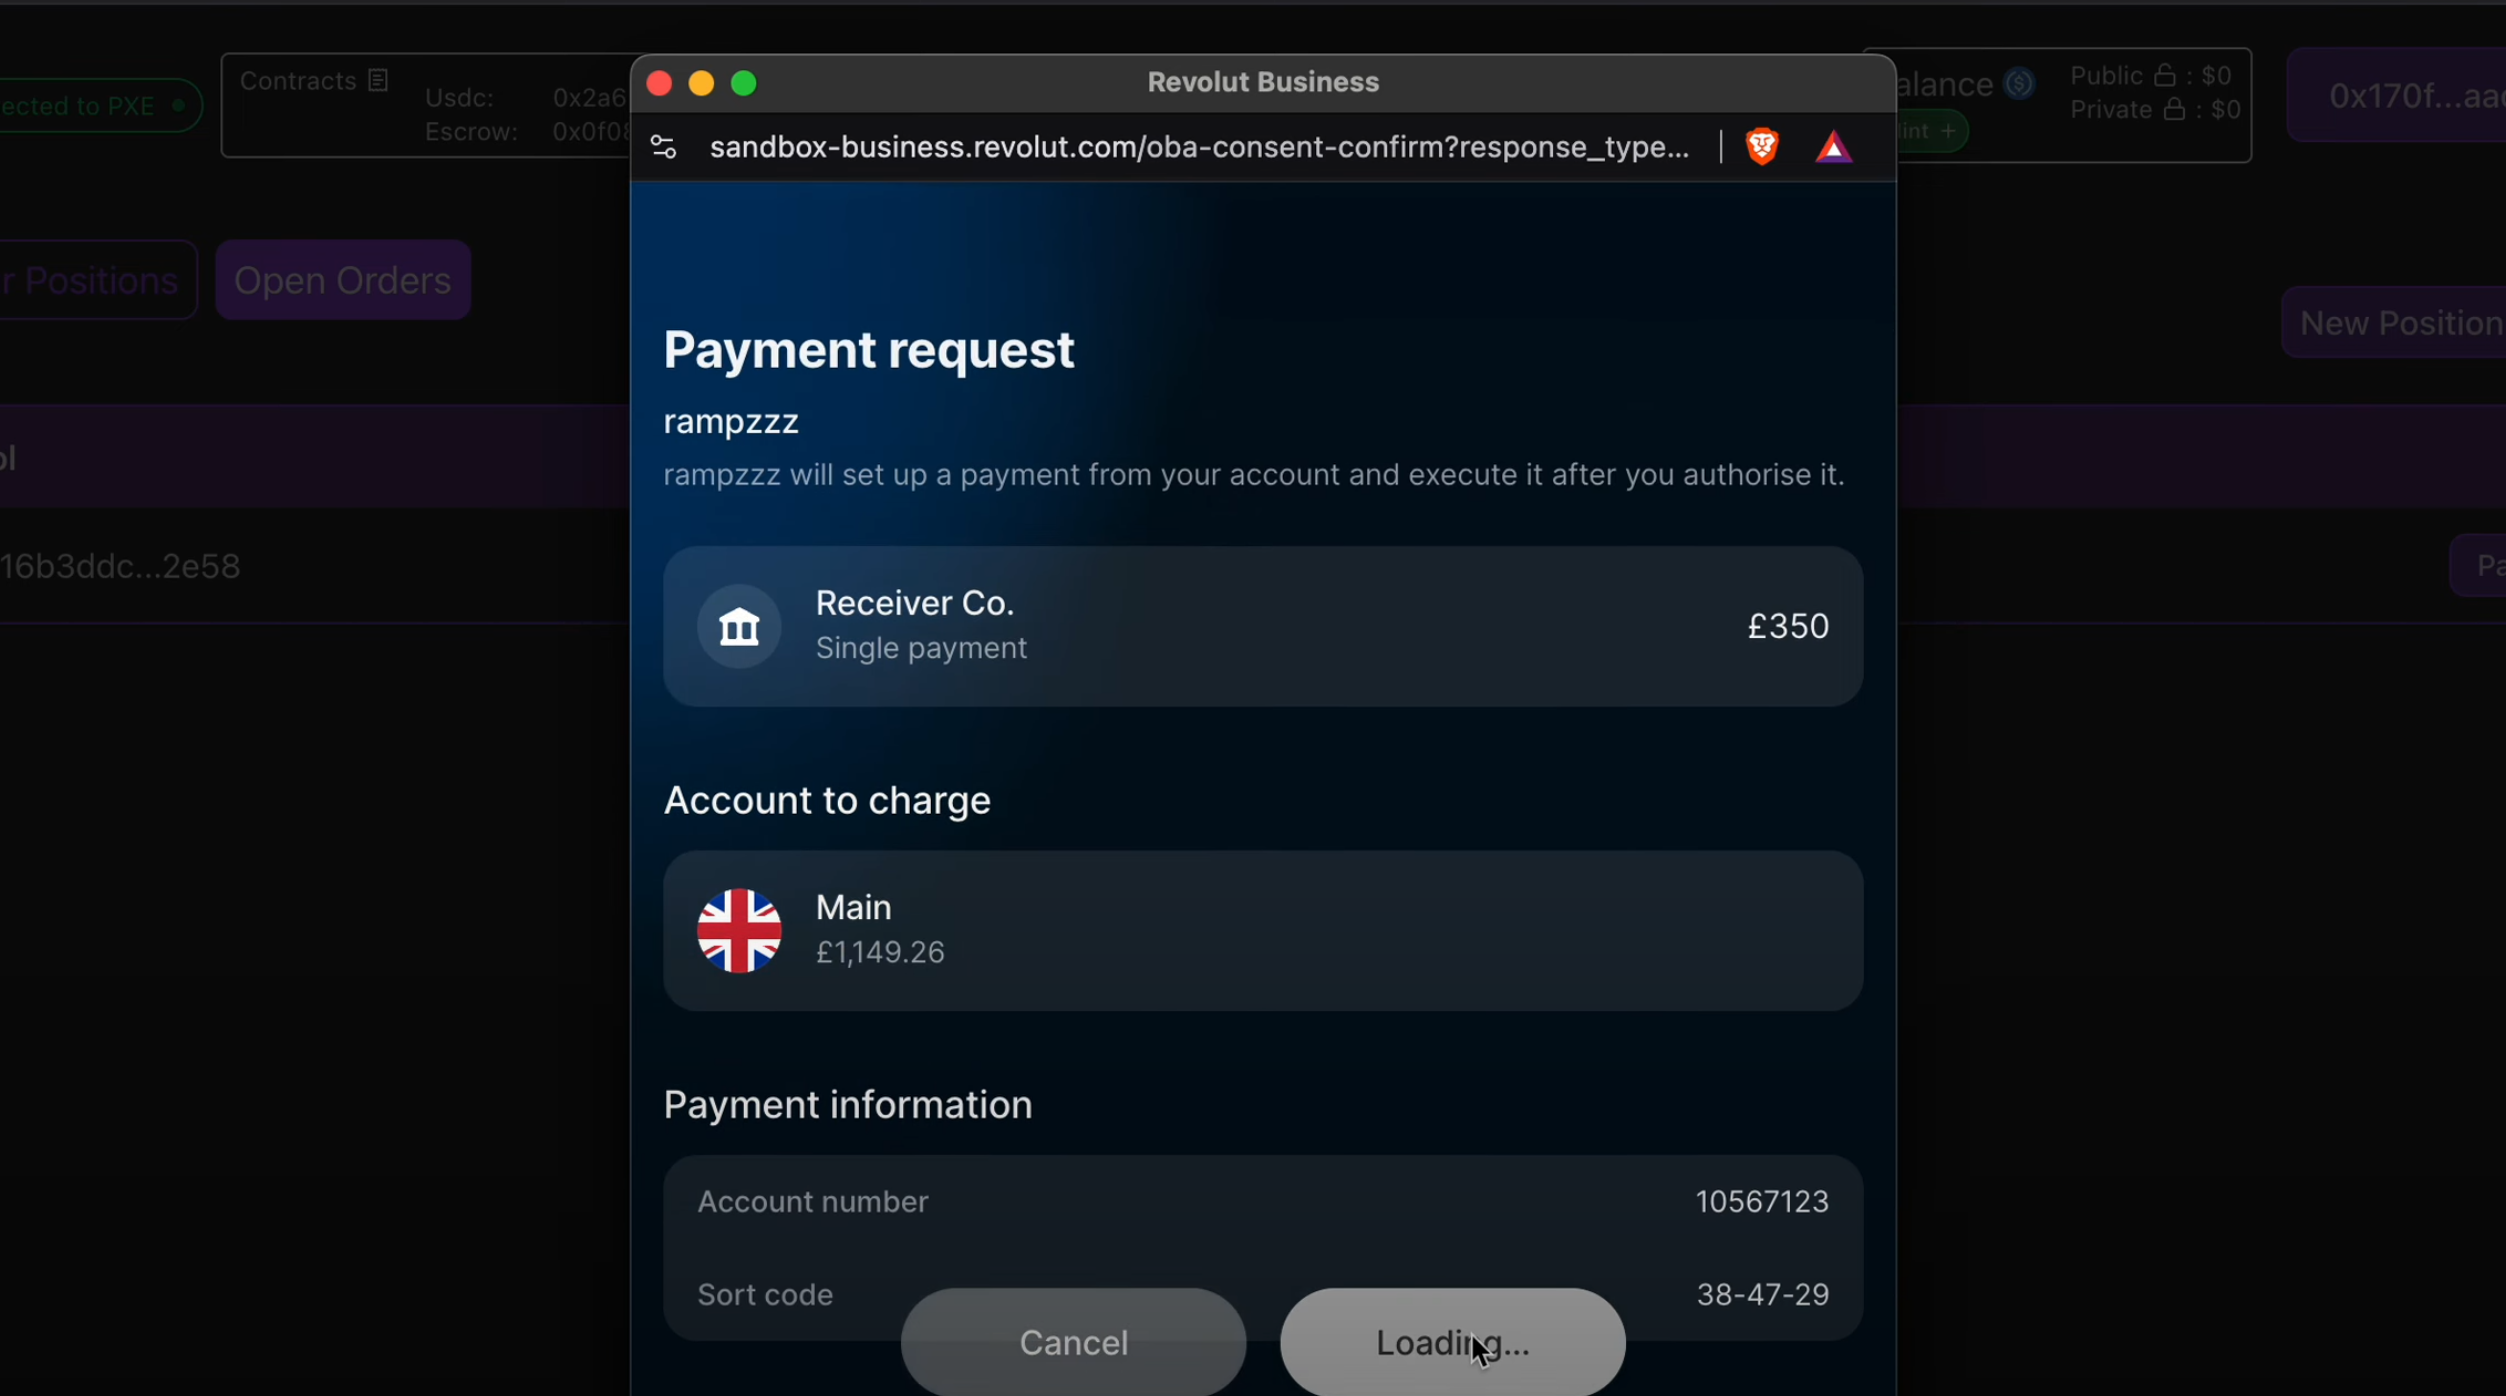 Revolut Business
sandbox-business.revolut.com/oba-consent-confirm?response_type...
ected to PXE
Contracts
Usdc: 0x2a6
Escrow: 0x0f08
alance
int +
Public : $0
Private : $0
0x170f...aa
r Positions
Open Orders
New Position
ol
16b3ddc...2e58
Pa
Payment request
rampzzz
rampzzz will set up a payment from your account and execute it after you authorise it.
Receiver Co.
Single payment
£350
Account to charge
Main
£1,149.26
Payment information
Account number 10567123
Sort code 38-47-29
Cancel
Loading...